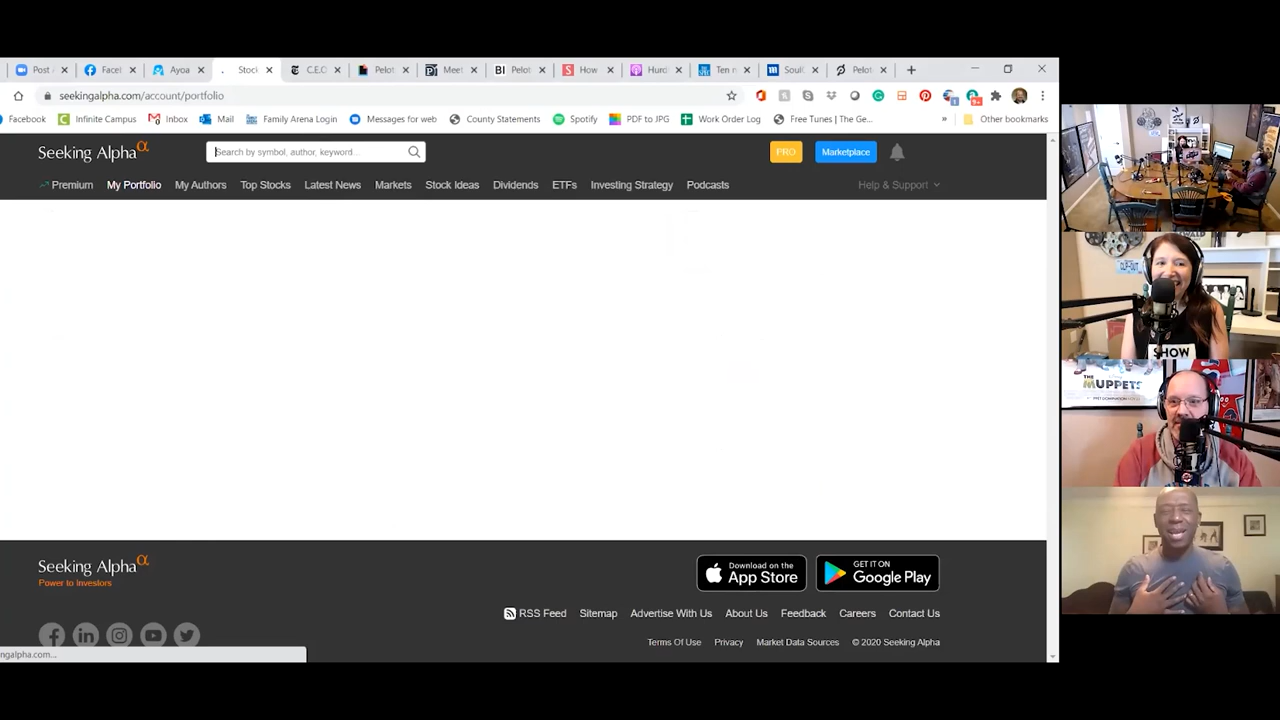 Post A
Facel
Ayoa
Stock
C.E.O
Pelot
Meet
BI Pelot
How
Hurd
Ten n
SoulC
Pelot
seekingalpha.com/account/portfolio
Facebook
Infinite Campus
Inbox
Mail
Family Arena Login
Messages for web
County Statements
Spotify
PDF to JPG
Work Order Log
Free Tunes | The Ge...
» Other bookmarks
Seeking Alpha α
Search by symbol, author, keyword...
PRO
Marketplace
Premium
My Portfolio
My Authors
Top Stocks
Latest News
Markets
Stock Ideas
Dividends
ETFs
Investing Strategy
Podcasts
Help & Support
Seeking Alpha α
Power to Investors
Download on the
App Store
GET IT ON
Google Play
RSS Feed
Sitemap
Advertise With Us
About Us
Feedback
Careers
Contact Us
Terms Of Use
Privacy
Market Data Sources
© 2020 Seeking Alpha
ngalpha.com...
CLIP-OUT
SHOW
THE
MUPPETS